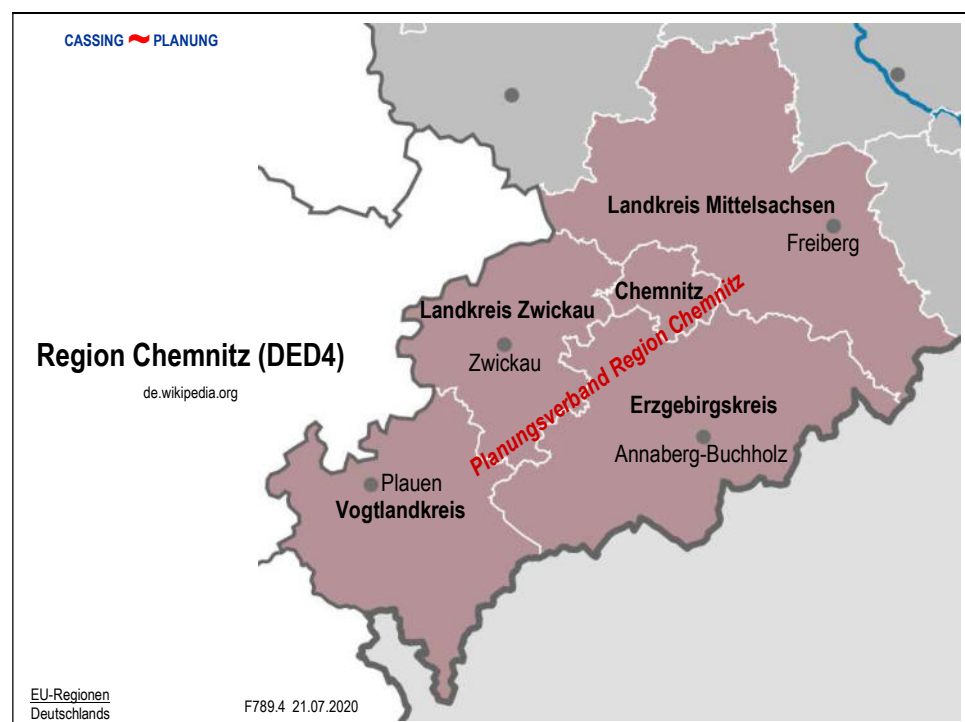 CASSING PLANUNG
Landkreis Mittelsachsen
Freiberg
Chemnitz
Landkreis Zwickau
Zwickau
Planungsverband Region Chemnitz
Region Chemnitz (DED4)
de.wikipedia.org
Erzgebirgskreis
Annaberg-Buchholz
Plauen
Vogtlandkreis
EU-Regionen
Deutschlands
F789.4 21.07.2020